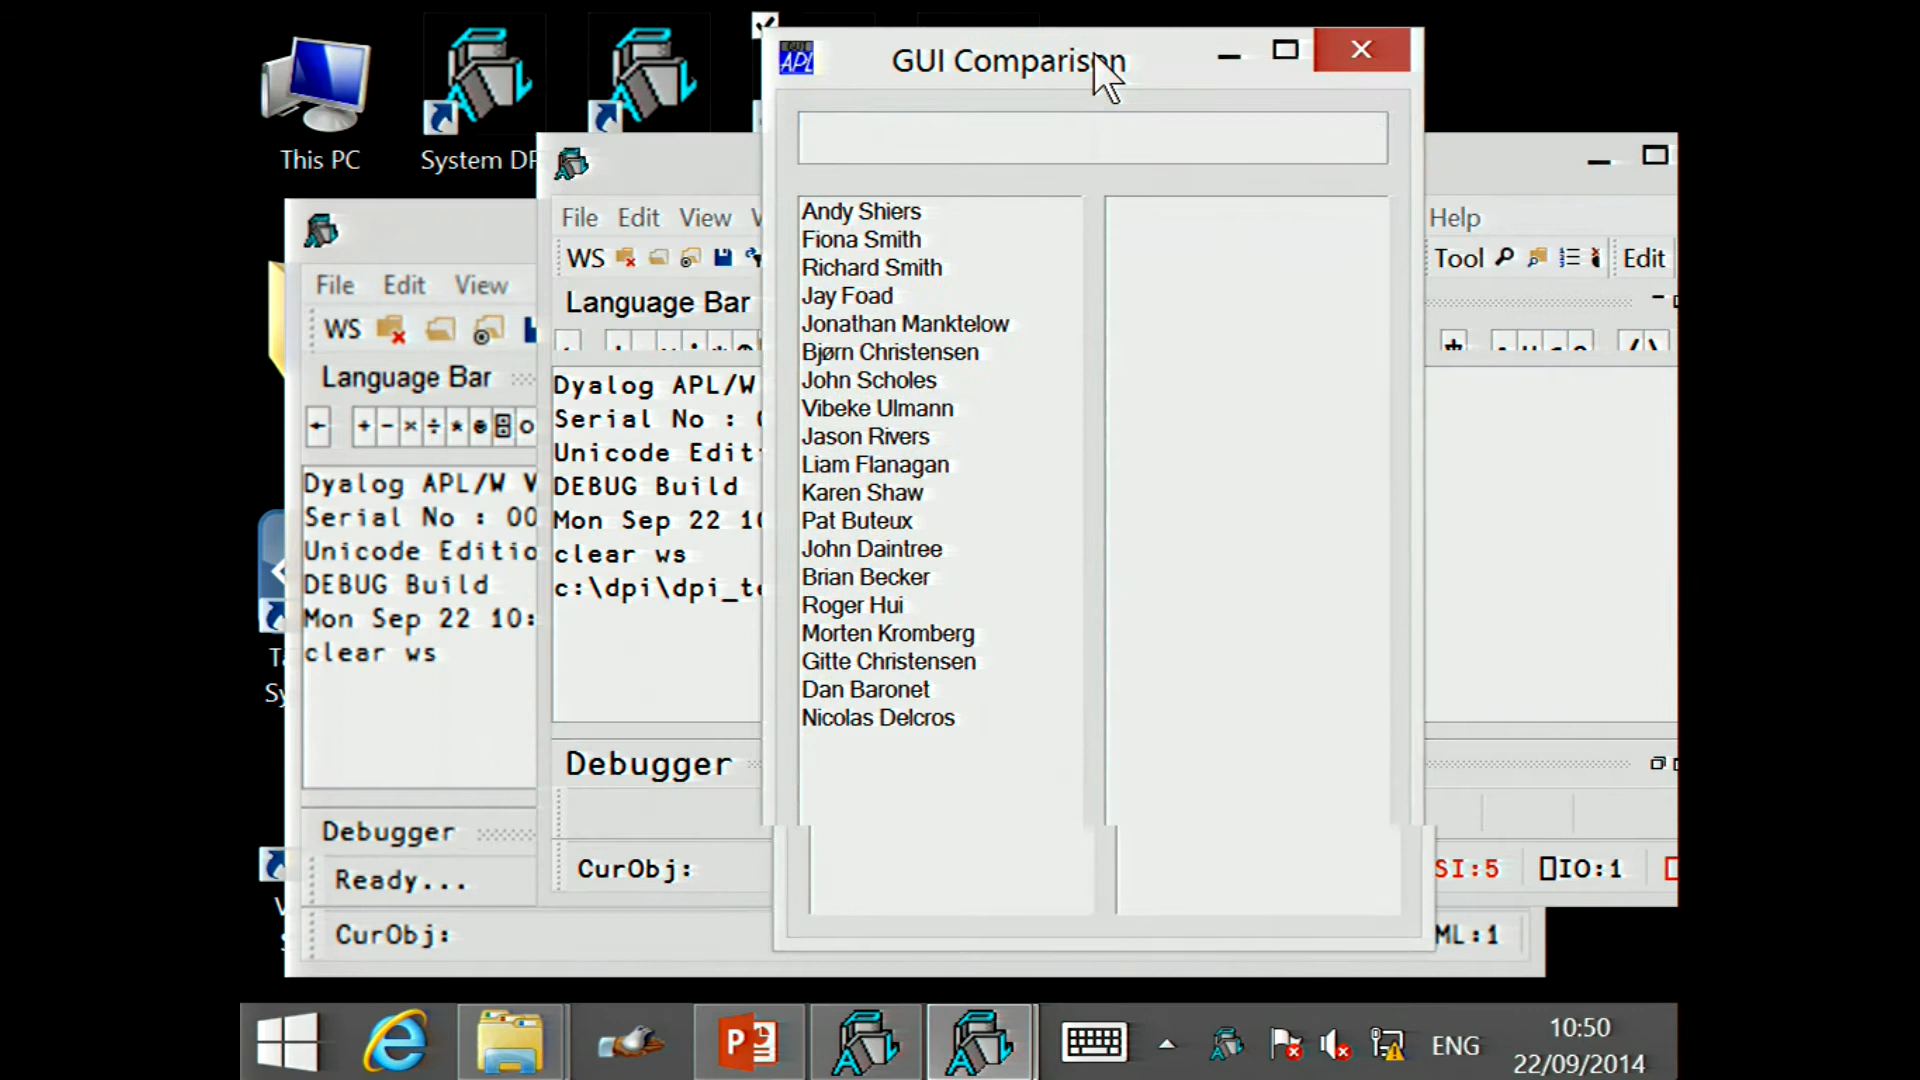 This PC
System DP
GUI
APL
GUI Comparison
File Edit View
WS
Language Bar
Dyalog APL/W V
Serial No : 00
Unicode Editio
DEBUG Build
Mon Sep 22 10:
clear ws
Debugger
Ready...
CurObj:
File Edit View
WS
Language Bar
Dyalog APL/W
Serial No :
Unicode Edit
DEBUG Build
Mon Sep 22
clear ws
c:\dpi\dpi_t
Debugger
CurObj:
Andy Shiers
Fiona Smith
Richard Smith
Jay Foad
Jonathan Manktelow
Bjørn Christensen
John Scholes
Vibeke Ulmann
Jason Rivers
Liam Flanagan
Karen Shaw
Pat Buteux
John Daintree
Brian Becker
Roger Hui
Morten Kromberg
Gitte Christensen
Dan Baronet
Nicolas Delcros
Help
Tool Edit
SI:5 ⎕IO:1
ML:1
ENG
10:50
22/09/2014